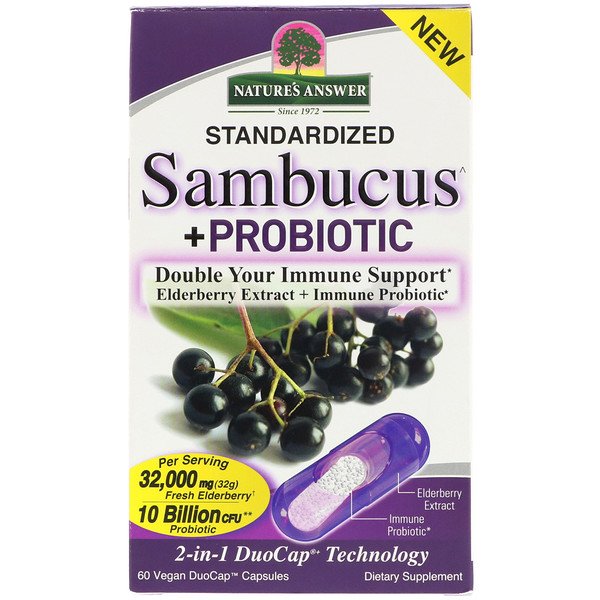 NEW
NATURE'S ANSWER
Since 1972
STANDARDIZED
Sambucus^
+PROBIOTIC
Double Your Immune Support*
Elderberry Extract + Immune Probiotic*
Per Serving
32,000 mg (32g)
Fresh Elderberry†
10 Billion CFU**
Probiotic
Elderberry
Extract
Immune
Probiotic*
2-in-1 DuoCap®+ Technology
60 Vegan DuoCap™ Capsules
Dietary Supplement